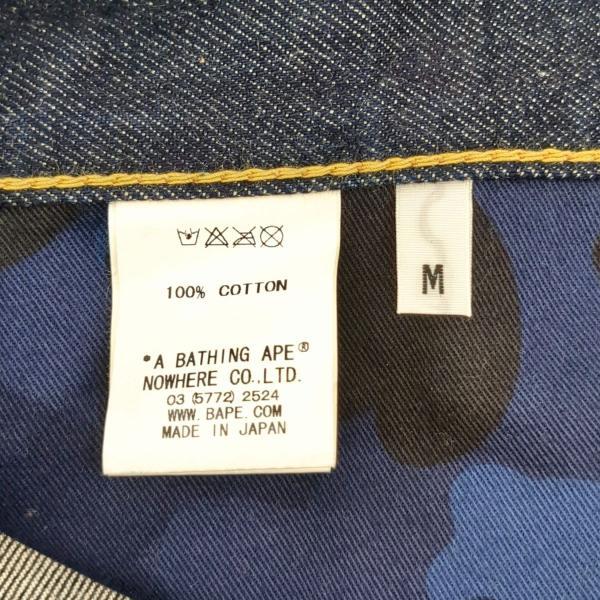 100% COTTON
*A BATHING APE®
NOWHERE CO.,LTD.
03 (5772) 2524
WWW. BAPE. COM
MADE IN JAPAN
M